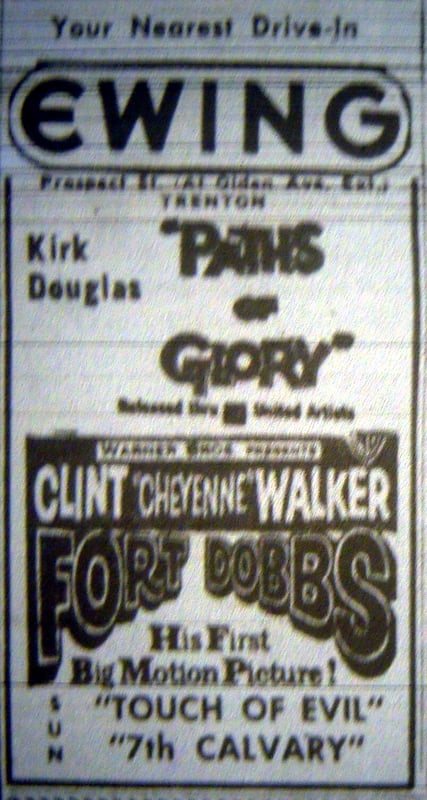 Your Nearest Drive-In
EWING
Prospect St. (At Olden Ave. Ext.)
TRENTON
Kirk Douglas
"PATHS OF GLORY"
Released thru United Artists
WARNER BROS. PRESENTS
CLINT "CHEYENNE" WALKER
FORT DOBBS
His First
Big Motion Picture!
SUN
"TOUCH OF EVIL"
"7th CALVARY"